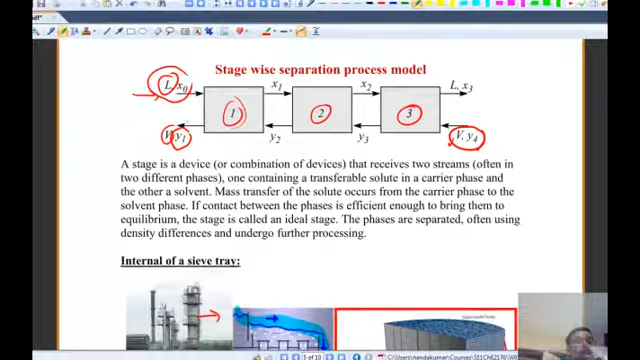 Stage wise separation process model
L, x0 x1 x2 L, x3
1 2 3
V, y1 y2 y3 V, y4
A stage is a device (or combination of devices) that receives two streams (often in
two different phases), one containing a transferable solute in a carrier phase and
the other a solvent. Mass transfer of the solute occurs from the carrier phase to the
solvent phase. If contact between the phases is efficient enough to bring them to
equilibrium, the stage is called an ideal stage. The phases are separated, often using
density differences and undergo further processing.
Internal of a sieve tray:
5 of 10